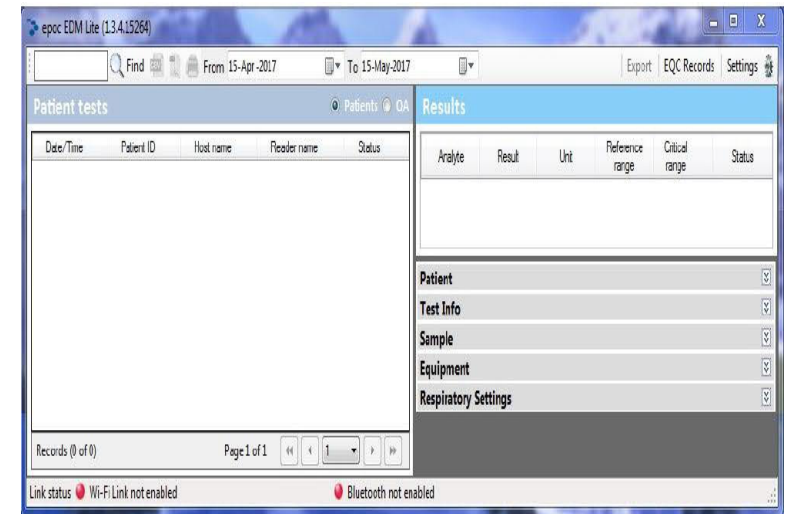 epoc EDM Lite (1.3.4.15264)
Find From 15-Apr-2017 To 15-May-2017 Export EQC Records Settings
Patient tests Patients QA
Results
Date/Time Patient ID Host name Reader name Status
Analyte Result Unit Reference range Critical range Status
Patient
Test Info
Sample
Equipment
Respiratory Settings
Records (0 of 0) Page 1 of 1 1
Link status Wi-Fi Link not enabled Bluetooth not enabled